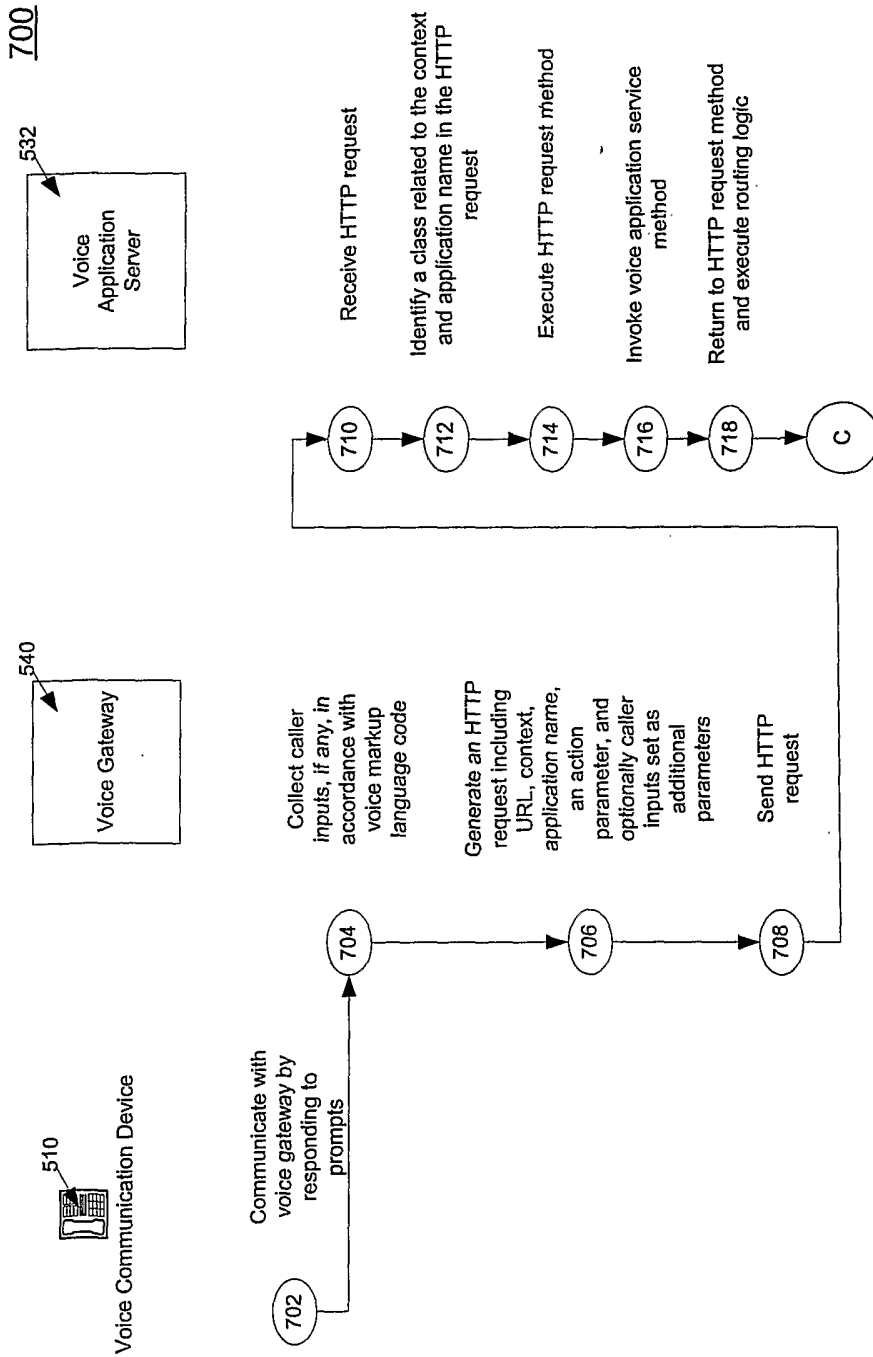 700
510
Voice Communication Device
540
Voice Gateway
532
Voice
Application
Server
702
Communicate with
voice gateway by
responding to
prompts
704
Collect caller
inputs, if any, in
accordance with
voice markup
language code
706
Generate an HTTP
request including
URL, context,
application name,
an action
parameter, and
optionally caller
inputs set as
additional
parameters
708
Send HTTP
request
710
Receive HTTP request
712
Identify a class related to the context
and application name in the HTTP
request
714
Execute HTTP request method
716
Invoke voice application service
method
718
Return to HTTP request method
and execute routing logic
C